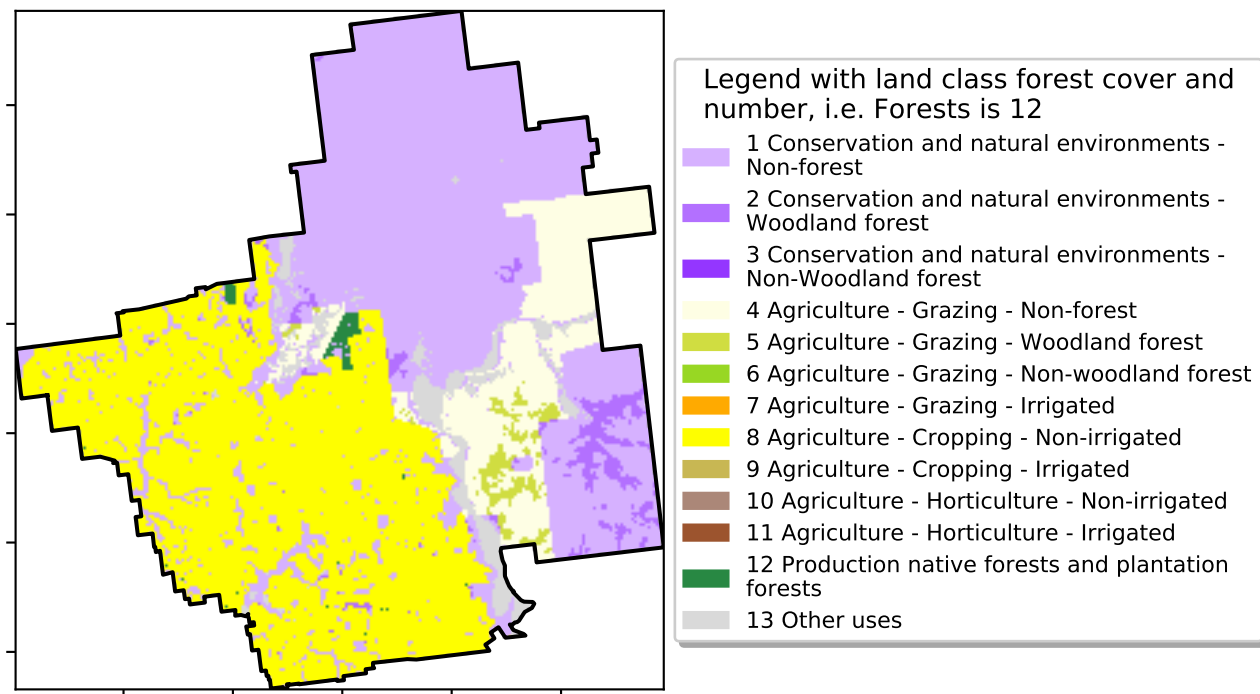 Legend with land class forest cover and
number, i.e. Forests is 12
1 Conservation and natural environments -
Non-forest
2 Conservation and natural environments -
Woodland forest
3 Conservation and natural environments -
Non-Woodland forest
4 Agriculture - Grazing - Non-forest
5 Agriculture - Grazing - Woodland forest
6 Agriculture - Grazing - Non-woodland forest
7 Agriculture - Grazing - Irrigated
8 Agriculture - Cropping - Non-irrigated
9 Agriculture - Cropping - Irrigated
10 Agriculture - Horticulture - Non-irrigated
11 Agriculture - Horticulture - Irrigated
12 Production native forests and plantation
forests
13 Other uses